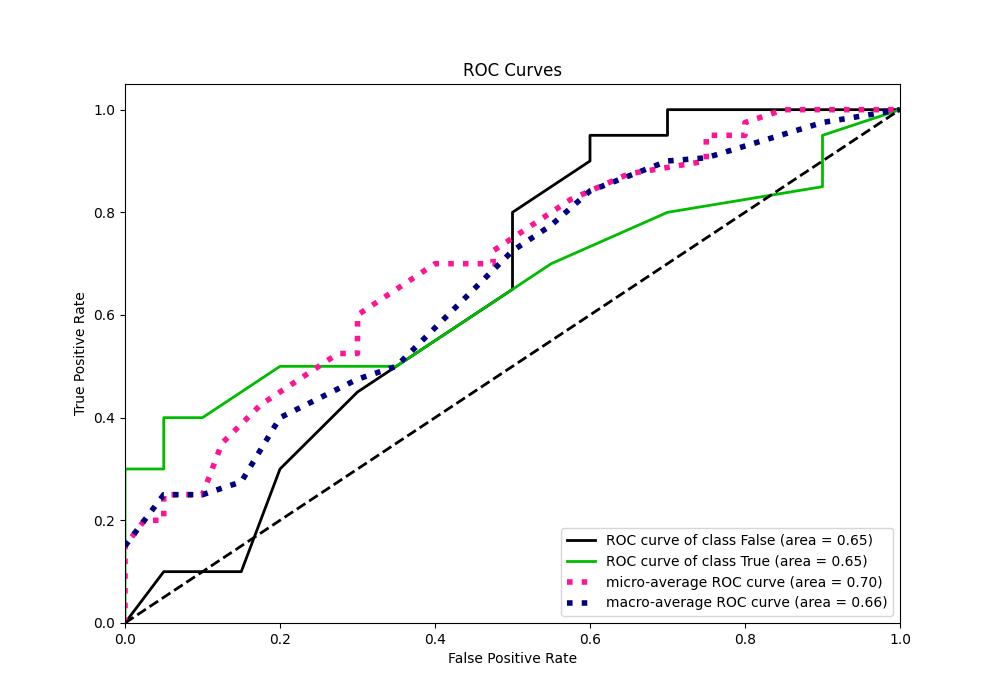 ROC Curves
True Positive Rate
1.0
0.8
0.6
0.4
0.2
0.0
0.0 0.2 0.4 0.6 0.8 1.0
False Positive Rate
ROC curve of class False (area = 0.65)
ROC curve of class True (area = 0.65)
micro-average ROC curve (area = 0.70)
macro-average ROC curve (area = 0.66)